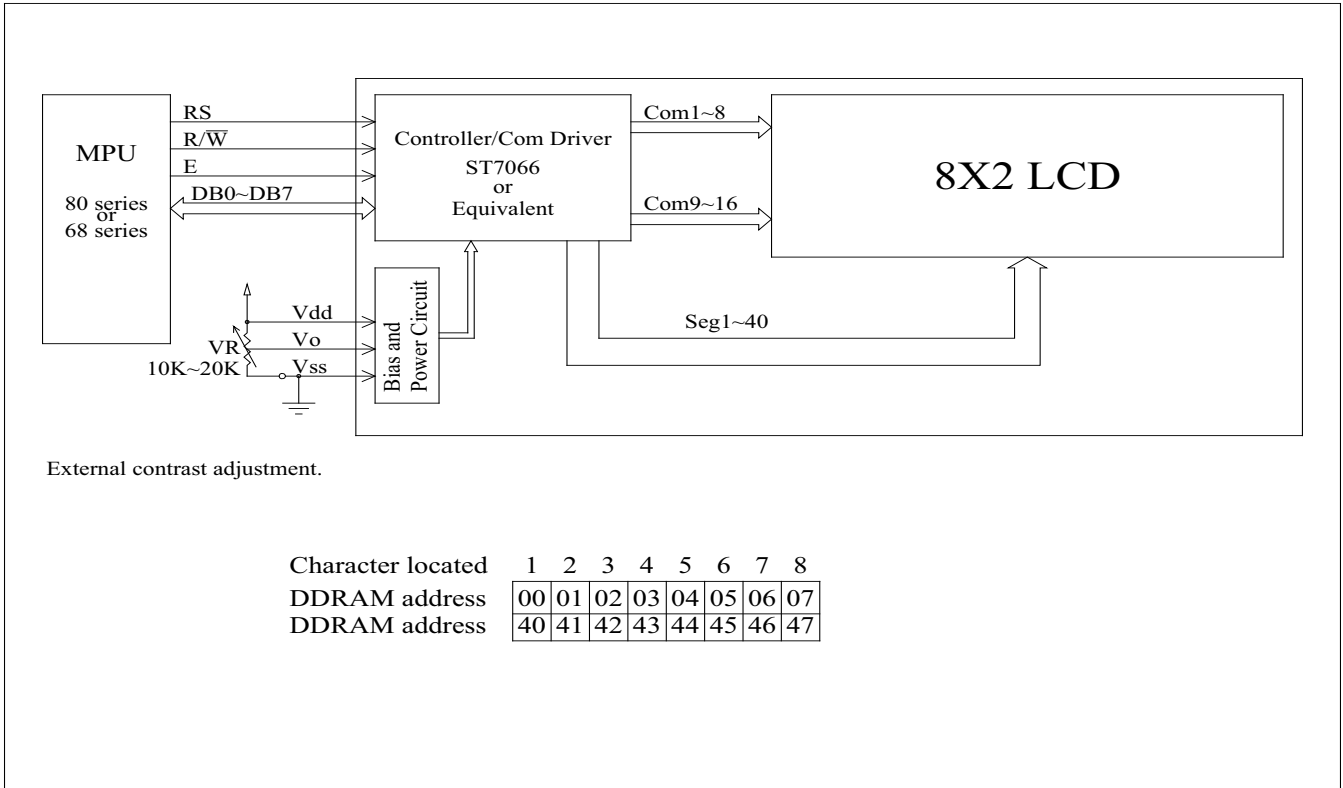 MPU
80 series
or
68 series
RS
R/W̅
E
DB0~DB7
Controller/Com Driver
ST7066
or
Equivalent
Com1~8
Com9~16
8X2 LCD
Seg1~40
Vdd
Vo
Vss
VR
10K~20K
Bias and
Power Circuit
External contrast adjustment.
Character located 1 2 3 4 5 6 7 8
DDRAM address 00 01 02 03 04 05 06 07
DDRAM address 40 41 42 43 44 45 46 47